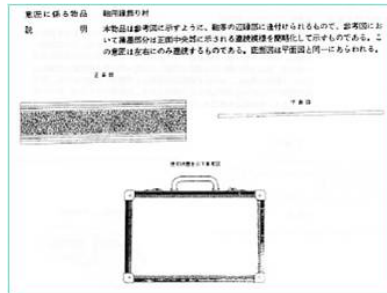 意匠に係る物品　鞄用縁飾り材
説　　　明　本物品は参考図に示すように、鞄等の辺縁部に造付けられるもので、参考図にお
いて薄墨部分は正面中央部に示される連続模様を簡略化して示すものである。こ
の意匠は左右にのみ連続するものである。底面図は平面図と同一にあらわれる。
正面図
平面図
使用状態を示す参考図